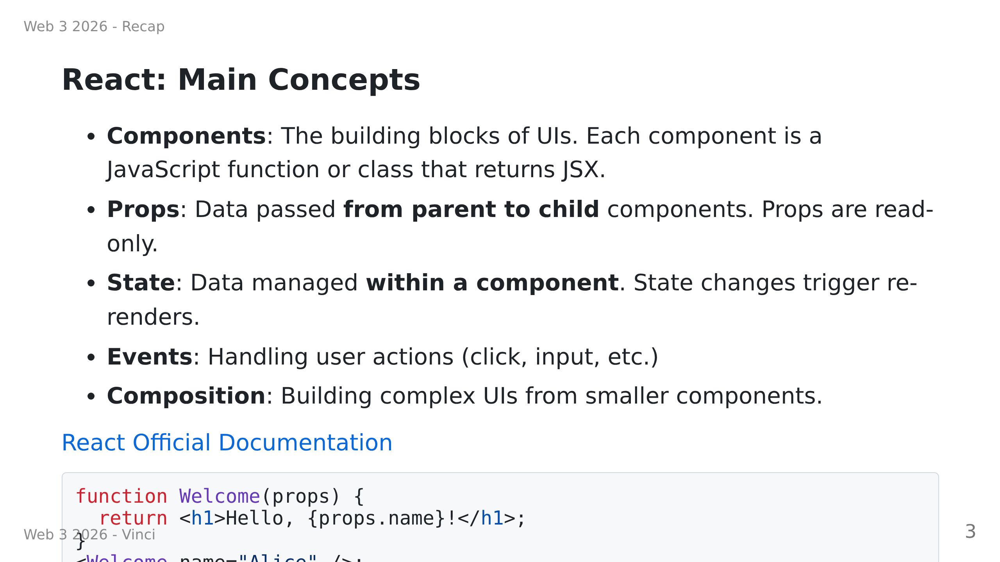 Web 3 2026 - Recap
React: Main Concepts
• Components: The building blocks of UIs. Each component is a
JavaScript function or class that returns JSX.
• Props: Data passed from parent to child components. Props are read-
only.
• State: Data managed within a component. State changes trigger re-
renders.
• Events: Handling user actions (click, input, etc.)
• Composition: Building complex UIs from smaller components.
React Official Documentation
function Welcome(props) {
  return <h1>Hello, {props.name}!</h1>;
}
<Welcome name="Alice" />;
Web 3 2026 - Vinci
3